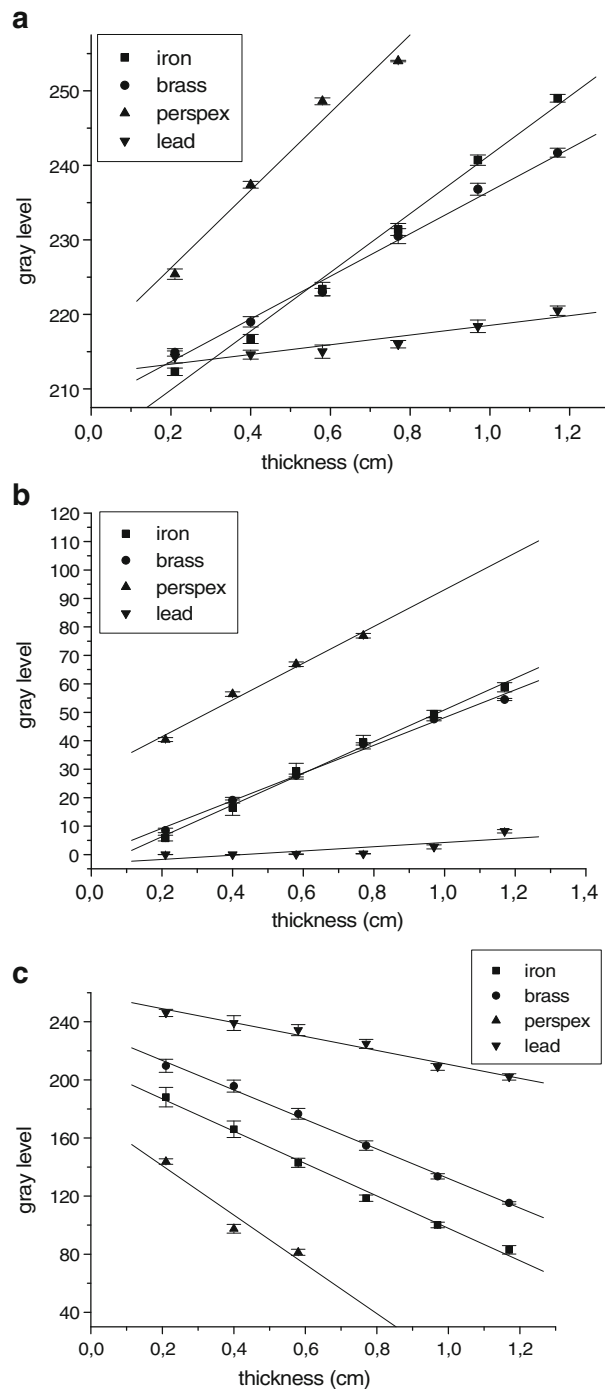 a
iron
brass
perspex
lead
250
240
230
220
210
gray level
0,0 0,2 0,4 0,6 0,8 1,0 1,2
thickness (cm)
b
iron
brass
perspex
lead
120
110
100
90
80
70
60
50
40
30
20
10
0
gray level
0,0 0,2 0,4 0,6 0,8 1,0 1,2 1,4
thickness (cm)
c
iron
brass
perspex
lead
240
200
160
120
80
40
gray level
0,0 0,2 0,4 0,6 0,8 1,0 1,2
thickness (cm)